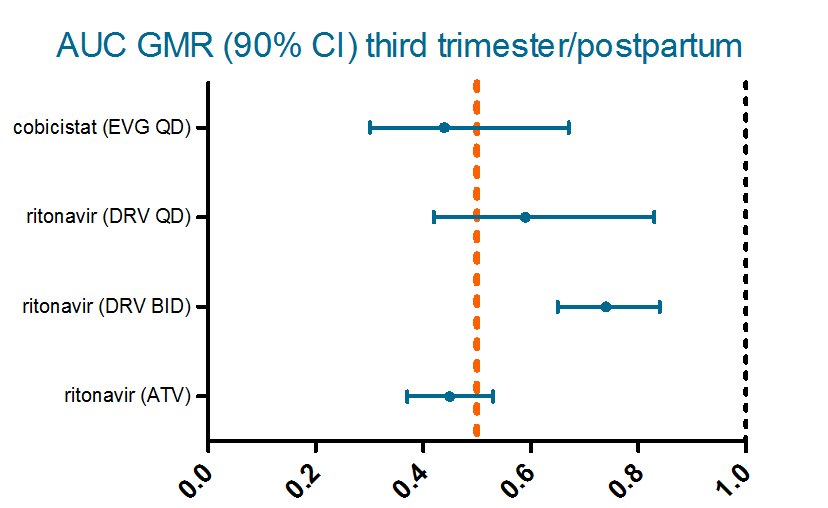 AUC GMR (90% CI) third trimester/postpartum
cobicistat (EVG QD)
ritonavir (DRV QD)
ritonavir (DRV BID)
ritonavir (ATV)
0.0 0.2 0.4 0.6 0.8 1.0